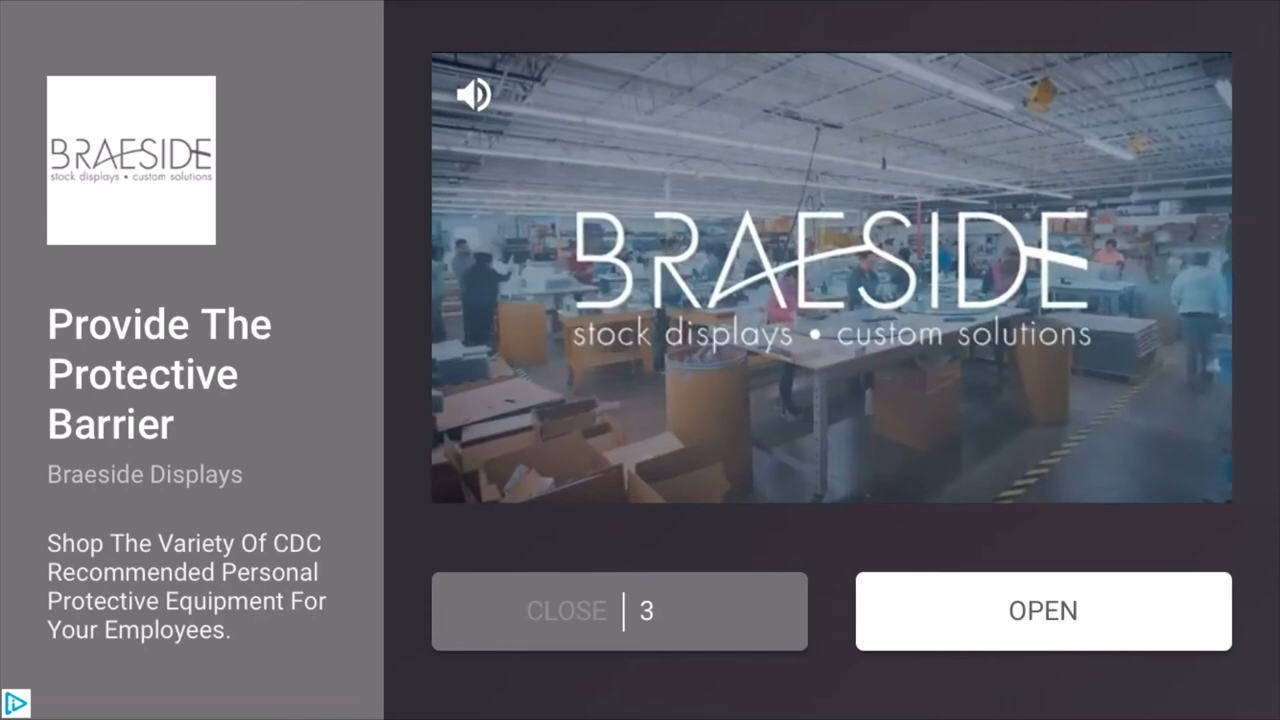 BRAESIDE
stock displays • custom solutions
Provide The
Protective
Barrier
Braeside Displays
Shop The Variety Of CDC
Recommended Personal
Protective Equipment For
Your Employees.
BRAESIDE
stock displays • custom solutions
CLOSE | 3
OPEN